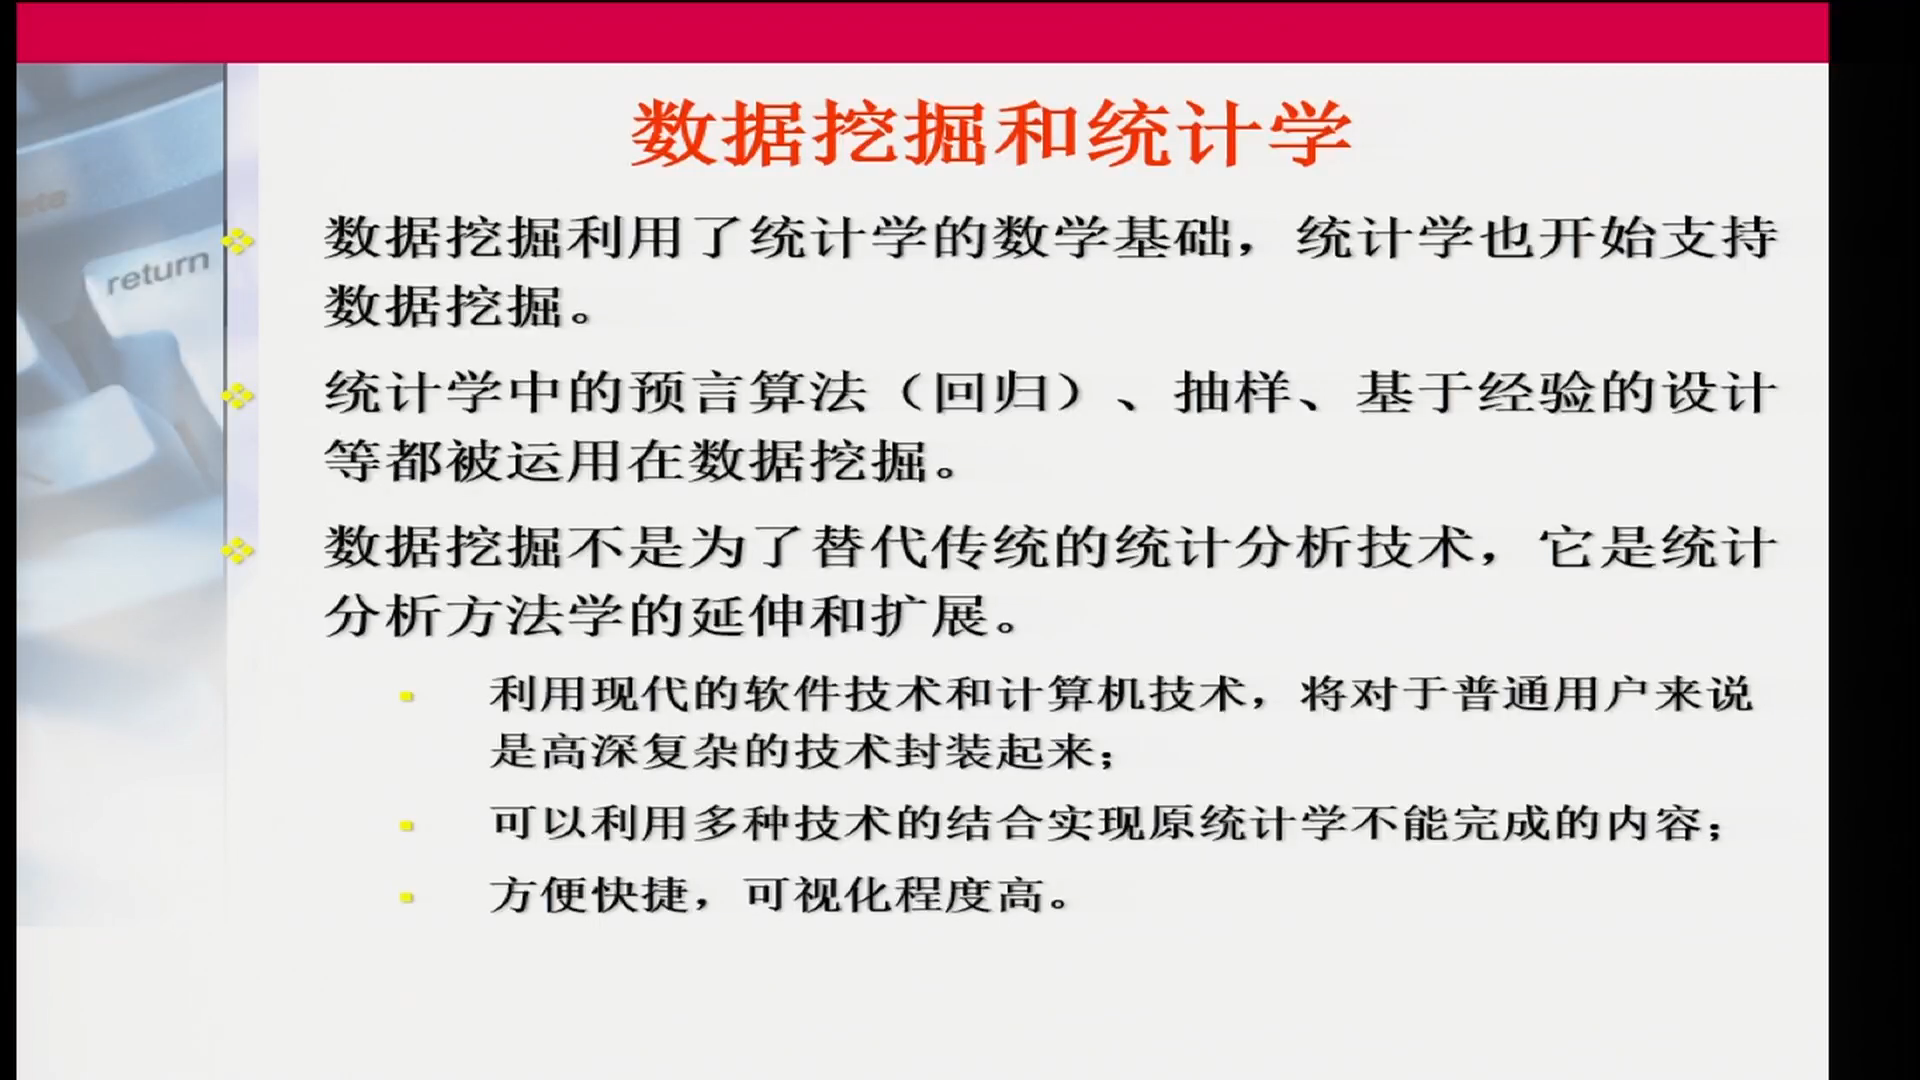 数据挖掘和统计学
数据挖掘利用了统计学的数学基础，统计学也开始支持
数据挖掘。
统计学中的预言算法（回归）、抽样、基于经验的设计
等都被运用在数据挖掘。
数据挖掘不是为了替代传统的统计分析技术，它是统计
分析方法学的延伸和扩展。
利用现代的软件技术和计算机技术，将对于普通用户来说
是高深复杂的技术封装起来；
可以利用多种技术的结合实现原统计学不能完成的内容；
方便快捷，可视化程度高。
return